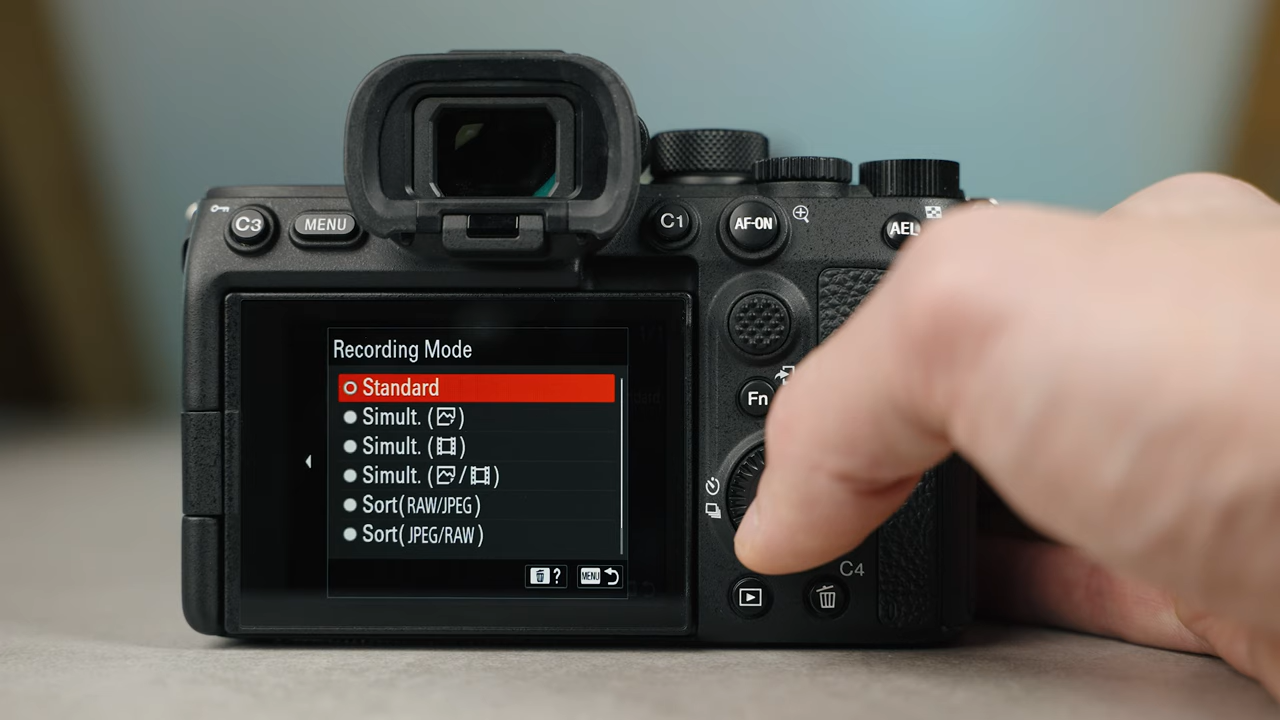 C3
MENU
C1
AF-ON
AEL
Recording Mode
Standard
Simult. ( )
Simult. ( )
Simult. ( / )
Sort(RAW/JPEG)
Sort(JPEG/RAW)
?
MENU
Fn
C4